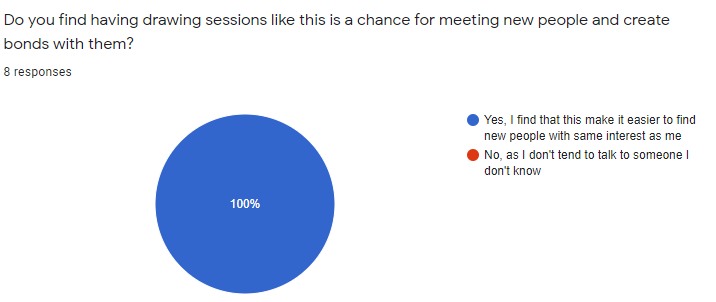 Do you find having drawing sessions like this is a chance for meeting new people and create
bonds with them?
8 responses
100%
Yes, I find that this make it easier to find
new people with same interest as me
No, as I don't tend to talk to someone I
don't know